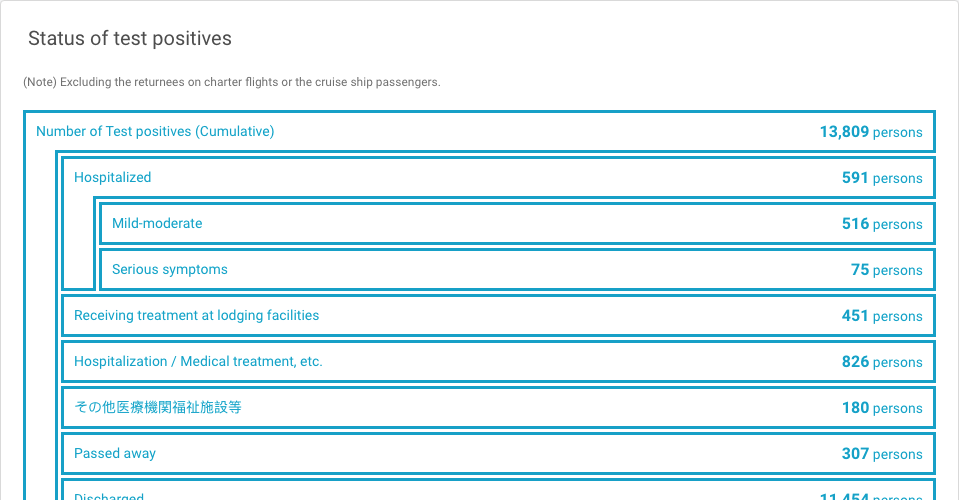 Status of test positives
(Note) Excluding the returnees on charter flights or the cruise ship passengers.
Number of Test positives (Cumulative) 13,809 persons
Hospitalized 591 persons
Mild-moderate 516 persons
Serious symptoms 75 persons
Receiving treatment at lodging facilities 451 persons
Hospitalization / Medical treatment, etc. 826 persons
その他医療機関福祉施設等 180 persons
Passed away 307 persons
Discharged 11,454 persons